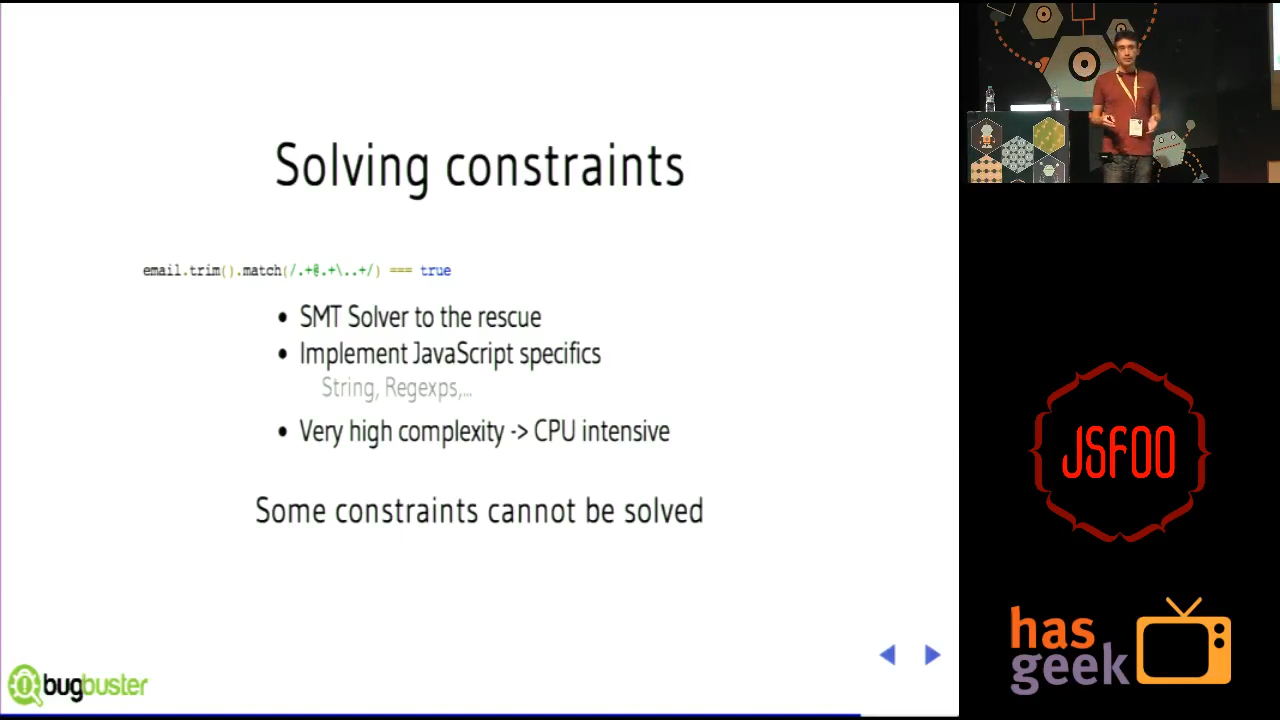 Solving constraints
email.trim().match(/.+@.+\..+/) === true
• SMT Solver to the rescue
• Implement JavaScript specifics
String, Regexps,...
• Very high complexity -> CPU intensive
Some constraints cannot be solved
bugbuster
JSFOO
has
geek